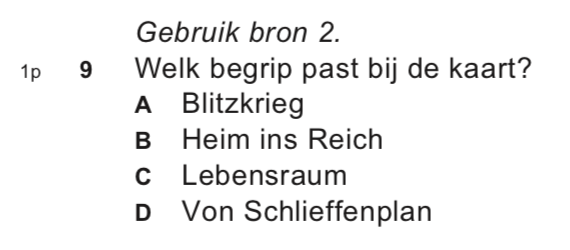 Gebruik bron 2.
1p 9 Welk begrip past bij de kaart?
A Blitzkrieg
B Heim ins Reich
C Lebensraum
D Von Schlieffenplan